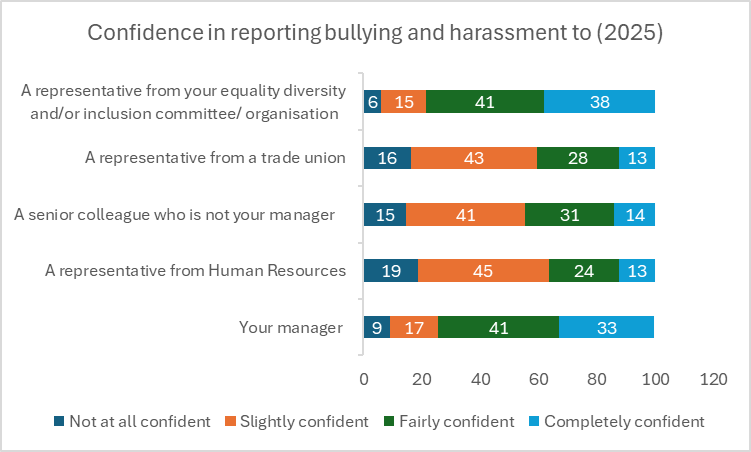 Confidence in reporting bullying and harassment to (2025)
A representative from your equality diversity
and/or inclusion committee/ organisation
6 15 41 38
A representative from a trade union
16 43 28 13
A senior colleague who is not your manager
15 41 31 14
A representative from Human Resources
19 45 24 13
Your manager
9 17 41 33
0 20 40 60 80 100 120
Not at all confident Slightly confident Fairly confident Completely confident